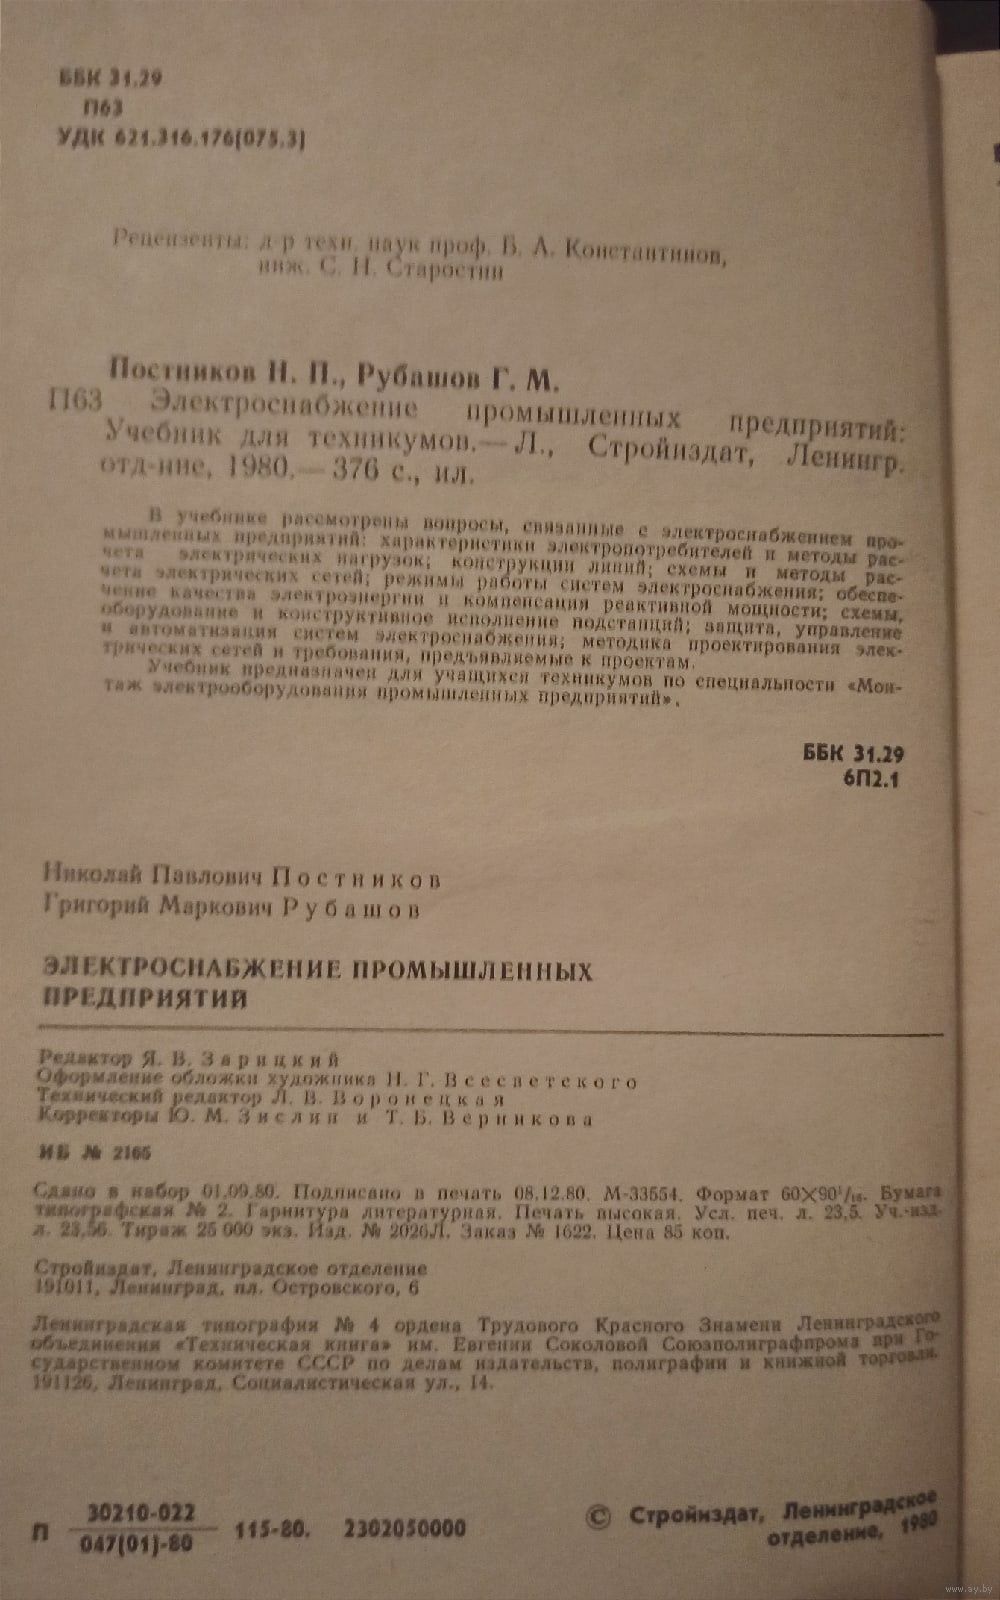 ББК 31.29
П63
УДК 621.316.176(075.3)
Рецензенты: д-р техн. наук проф. Б. А. Константинов,
инж. С. Н. Старостин
Постников Н. П., Рубашов Г. М.
П63 Электроснабжение промышленных предприятий:
Учебник для техникумов.— Л., Стройиздат, Ленингр.
отд-ние, 1980.— 376 с., ил.
В учебнике рассмотрены вопросы, связанные с электроснабжением про-
мышленных предприятий: характеристики электропотребителей и методы рас-
чета электрических нагрузок; конструкции линий; схемы и методы рас-
чета электрических сетей; режимы работы систем электроснабжения; обеспе-
чение качества электроэнергии и компенсация реактивной мощности; схемы,
оборудование и конструктивное исполнение подстанций; защита, управление
и автоматизация систем электроснабжения; методика проектирования элек-
трических сетей и требования, предъявляемые к проектам.
Учебник предназначен для учащихся техникумов по специальности «Мон-
таж электрооборудования промышленных предприятий».
ББК 31.29
6П2.1
Николай Павлович Постников
Григорий Маркович Рубашов
ЭЛЕКТРОСНАБЖЕНИЕ ПРОМЫШЛЕННЫХ
ПРЕДПРИЯТИЙ
Редактор Я. В. Зарицкий
Оформление обложки художника Н. Г. Всесветского
Технический редактор Л. В. Воронецкая
Корректоры Ю. М. Зислин и Т. Б. Верникова
ИБ № 2165
Сдано в набор 01.09.80. Подписано в печать 08.12.80. М-33554. Формат 60×90¹/₁₆. Бумага
типографская № 2. Гарнитура литературная. Печать высокая. Усл. печ. л. 23,5. Уч.-изд.
л. 23,56. Тираж 25 000 экз. Изд. № 2026Л. Заказ № 1622. Цена 85 коп.
Стройиздат, Ленинградское отделение
191011, Ленинград, пл. Островского, 6
Ленинградская типография № 4 ордена Трудового Красного Знамени Ленинградского
объединения «Техническая книга» им. Евгении Соколовой Союзполиграфпрома при Го-
сударственном комитете СССР по делам издательств, полиграфии и книжной торговли.
191126, Ленинград, Социалистическая ул., 14.
П 30210-022
047(01)-80 115-80. 2302050000
© Стройиздат, Ленинградское
отделение, 1980
www.ay.by